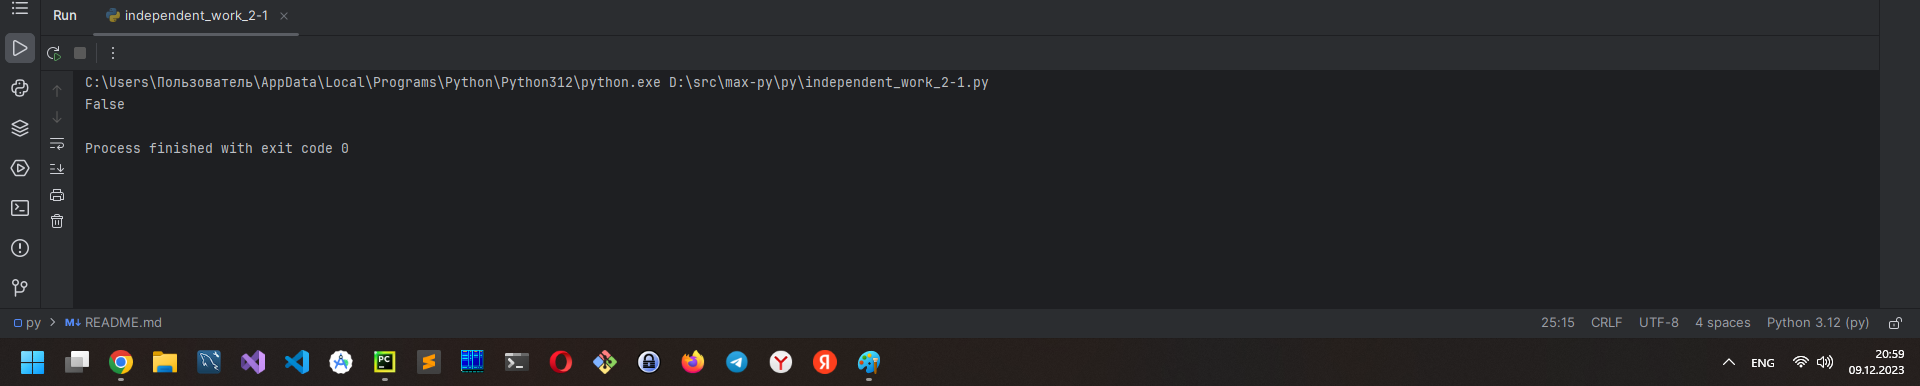 Run independent_work_2-1
C:\Users\Пользователь\AppData\Local\Programs\Python\Python312\python.exe D:\src\max-py\py\independent_work_2-1.py
False
Process finished with exit code 0
py > M↓ README.md 25:15 CRLF UTF-8 4 spaces Python 3.12 (py)
PC Y Я ENG 20:59
09.12.2023